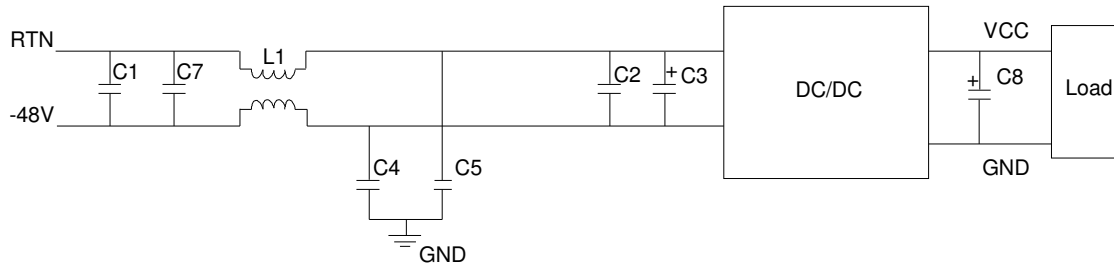 RTN
L1
VCC
C1
C7
C2
+
C3
DC/DC
+
C8
Load
-48V
C4
C5
GND
GND